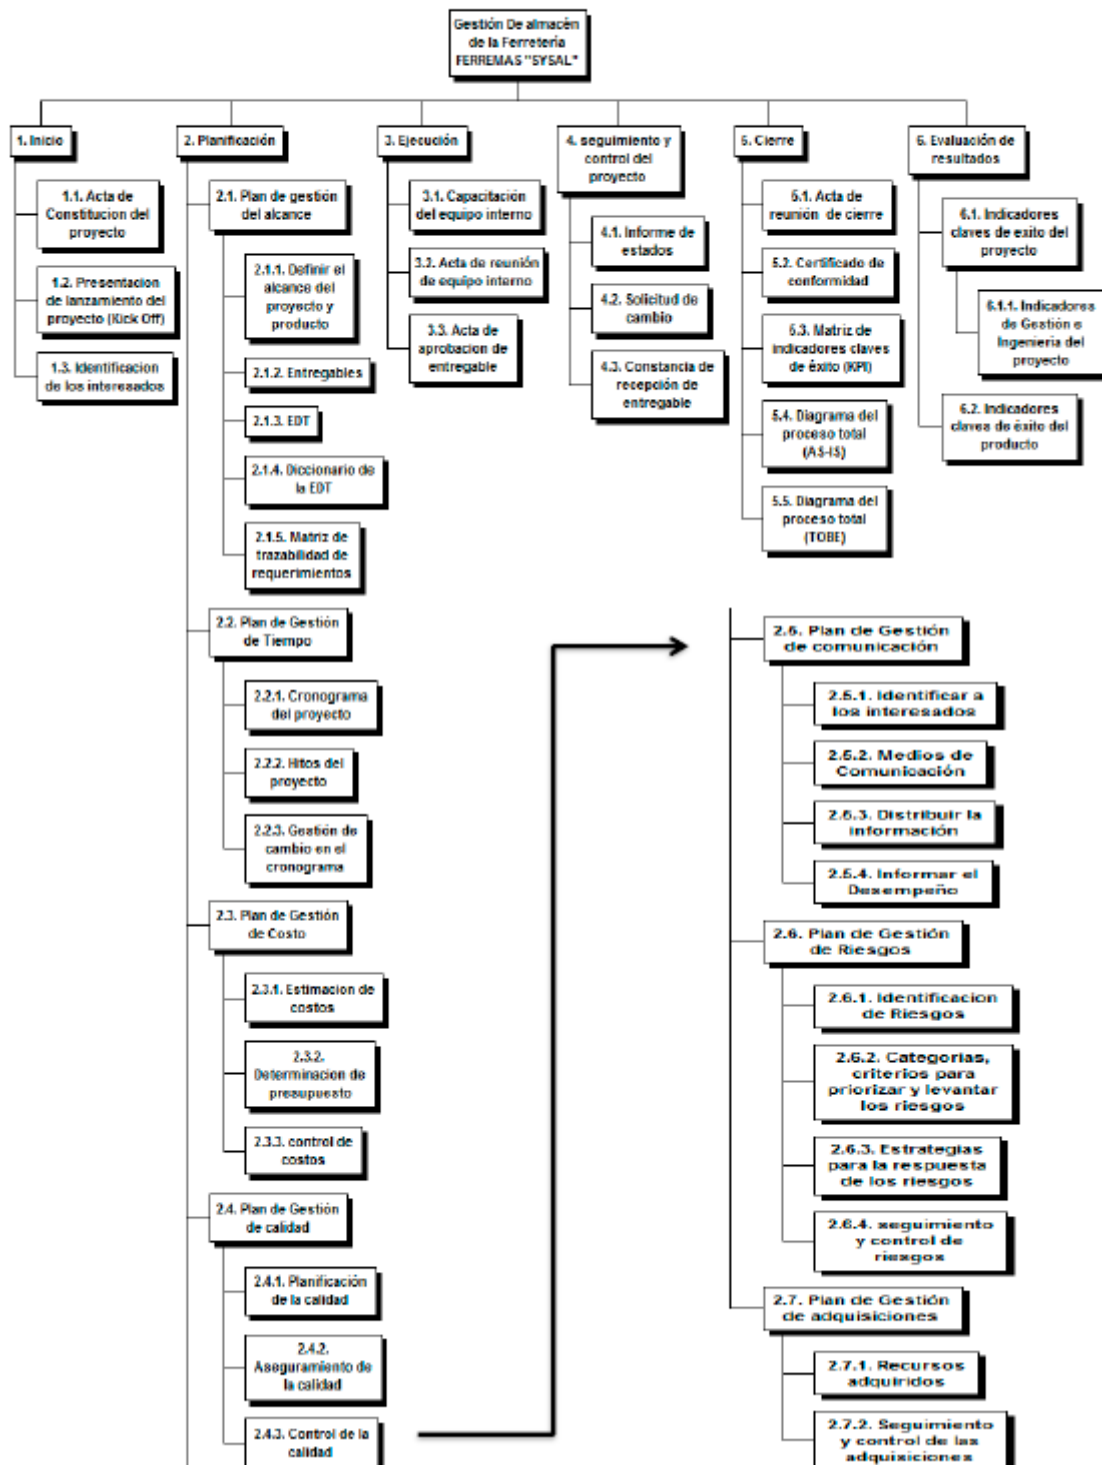 Gestión De almacén
de la Ferretería
FERREMAS "SYSAL"
1. Inicio
1.1. Acta de
Constitucion del
proyecto
1.2. Presentacion
de lanzamiento del
proyecto (Kick Off)
1.3. Identificacion
de los interesados
2. Planificación
2.1. Plan de gestión
del alcance
2.1.1. Definir el
alcance del
proyecto y
producto
2.1.2. Entregables
2.1.3. EDT
2.1.4. Diccionario de
la EDT
2.1.5. Matriz de
trazabilidad de
requerimientos
2.2. Plan de Gestión
de Tiempo
2.2.1. Cronograma
del proyecto
2.2.2. Hitos del
proyecto
2.2.3. Gestión de
cambio en el
cronograma
2.3. Plan de Gestión
de Costo
2.3.1. Estimacion de
costos
2.3.2.
Determinacion de
presupuesto
2.3.3. control de
costos
2.4. Plan de Gestión
de calidad
2.4.1. Planificación
de la calidad
2.4.2.
Aseguramiento de
la calidad
2.4.3. Control de la
calidad
3. Ejecución
3.1. Capacitación
del equipo interno
3.2. Acta de reunión
de equipo interno
3.3. Acta de
aprobacion de
entregable
4. seguimiento y
control del
proyecto
4.1. Informe de
estados
4.2. Solicitud de
cambio
4.3. Constancia de
recepción de
entregable
5. Cierre
5.1. Acta de
reunión de cierre
5.2. Certificado de
conformidad
5.3. Matriz de
indicadores claves
de éxito (KPI)
5.4. Diagrama del
proceso total
(AS-IS)
5.5. Diagrama del
proceso total
(TOBE)
6. Evaluación de
resultados
6.1. Indicadores
claves de exito del
proyecto
6.1.1. Indicadores
de Gestión e
Ingenieria del
proyecto
6.2. Indicadores
claves de éxito del
producto
2.5. Plan de Gestión
de comunicación
2.5.1. Identificar a
los interesados
2.5.2. Medios de
Comunicación
2.5.3. Distribuir la
información
2.5.4. Informar el
Desempeño
2.6. Plan de Gestión
de Riesgos
2.6.1. Identificacion
de Riesgos
2.6.2. Categorías,
criterios para
priorizar y levantar
los riesgos
2.6.3. Estrategias
para la respuesta
de los riesgos
2.6.4. seguimiento
y control de
riesgos
2.7. Plan de Gestión
de adquisiciones
2.7.1. Recursos
adquiridos
2.7.2. Seguimiento
y control de las
adquisiciones